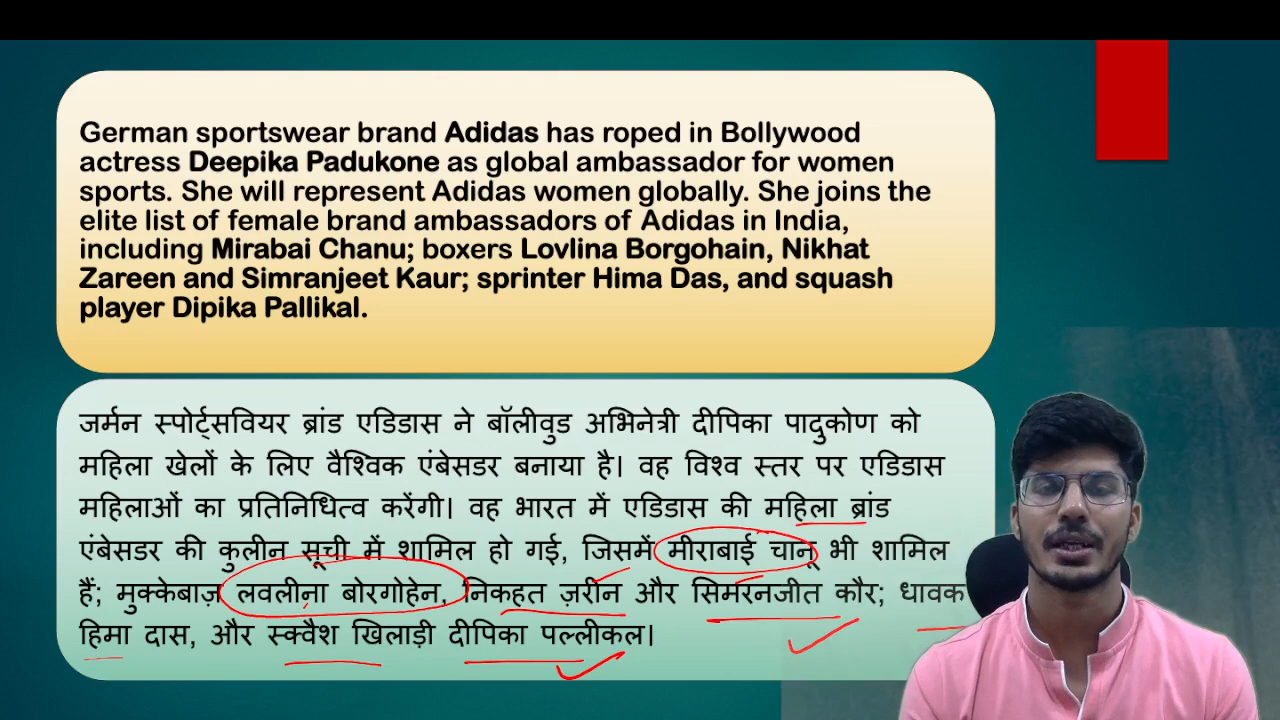 German sportswear brand Adidas has roped in Bollywood
actress Deepika Padukone as global ambassador for women
sports. She will represent Adidas women globally. She joins the
elite list of female brand ambassadors of Adidas in India,
including Mirabai Chanu; boxers Lovlina Borgohain, Nikhat
Zareen and Simranjeet Kaur; sprinter Hima Das, and squash
player Dipika Pallikal.
जर्मन स्पोर्ट्सवियर ब्रांड एडिडास ने बॉलीवुड अभिनेत्री दीपिका पादुकोण को
महिला खेलों के लिए वैश्विक एंबेसडर बनाया है। वह विश्व स्तर पर एडिडास
महिलाओं का प्रतिनिधित्व करेंगी। वह भारत में एडिडास की महिला ब्रांड
एंबेसडर की कुलीन सूची में शामिल हो गई, जिसमें मीराबाई चानू भी शामिल
हैं; मुक्केबाज़ लवलीना बोरगोहेन, निकहत ज़रीन और सिमरनजीत कौर; धावक
हिमा दास, और स्क्वैश खिलाड़ी दीपिका पल्लीकल।